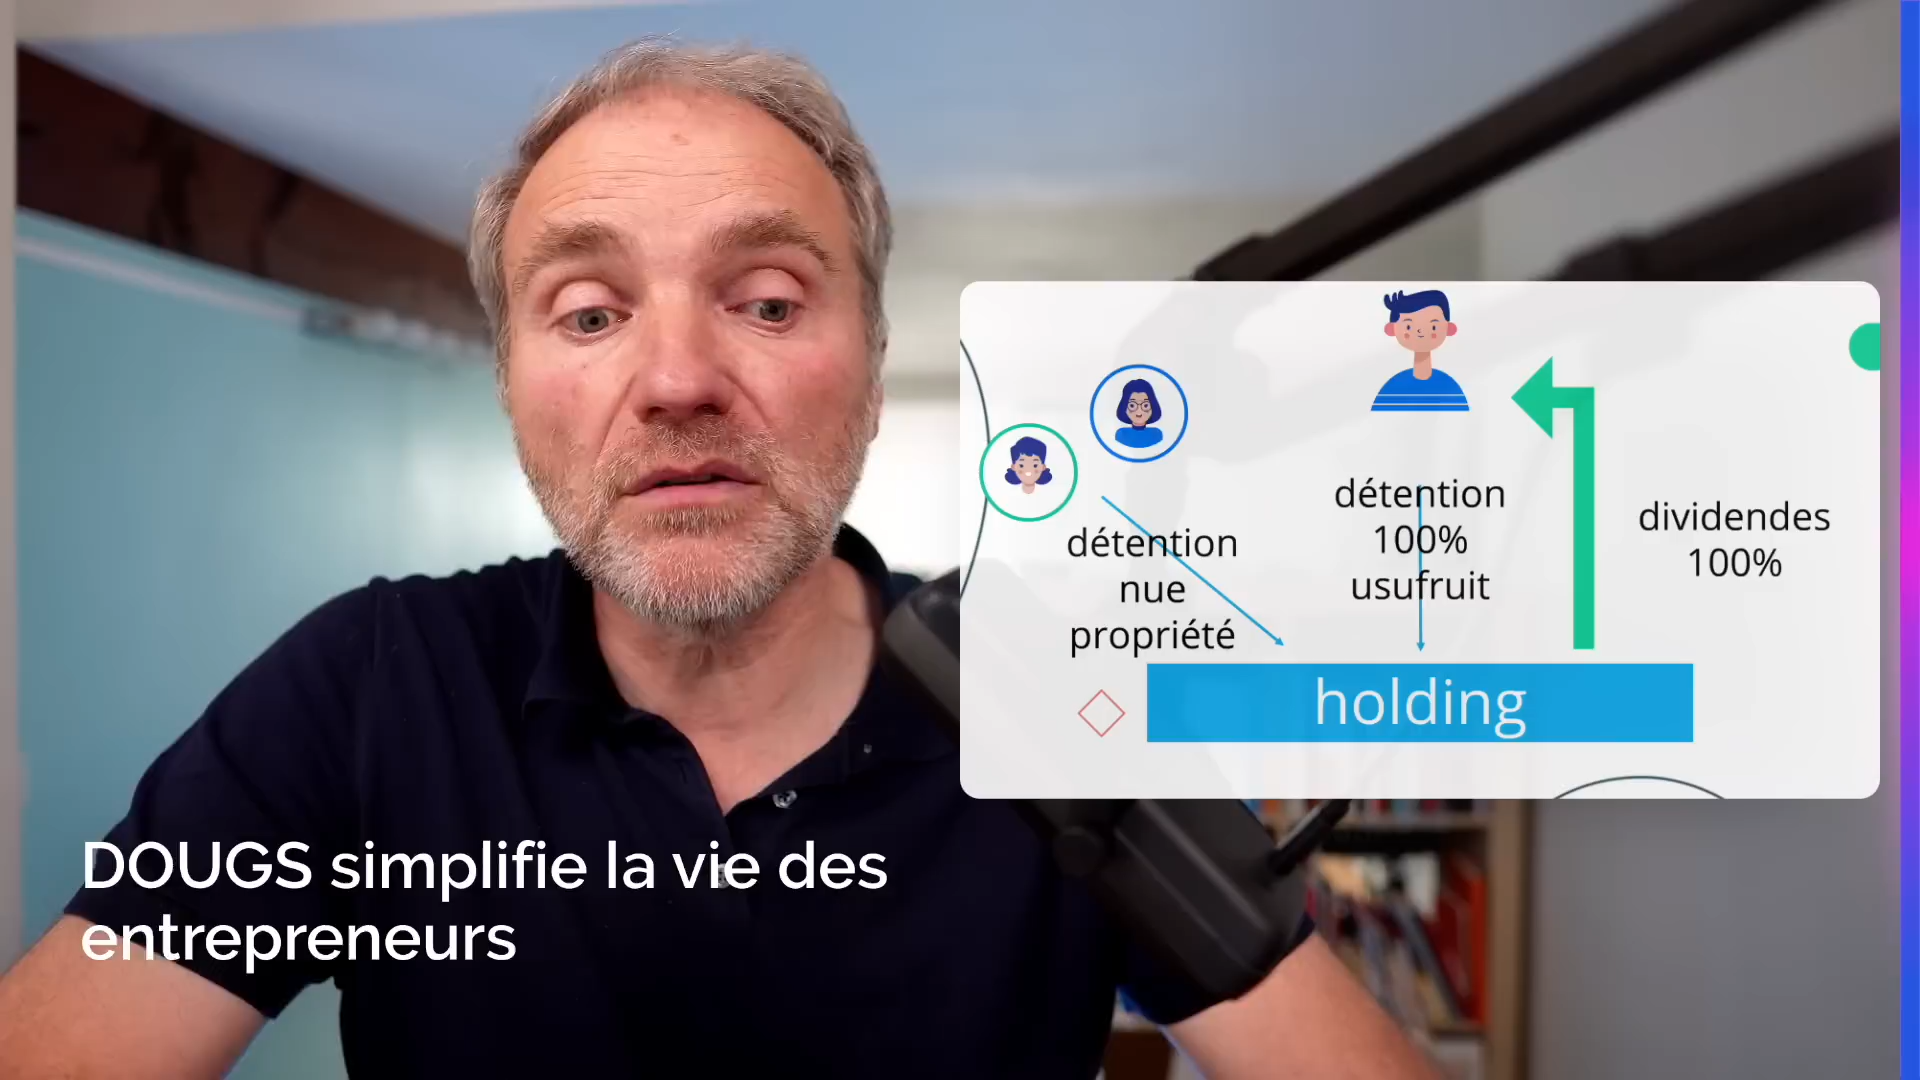 détention
nue
propriété
détention
100%
usufruit
dividendes
100%
holding
DOUGS simplifie la vie des
entrepreneurs